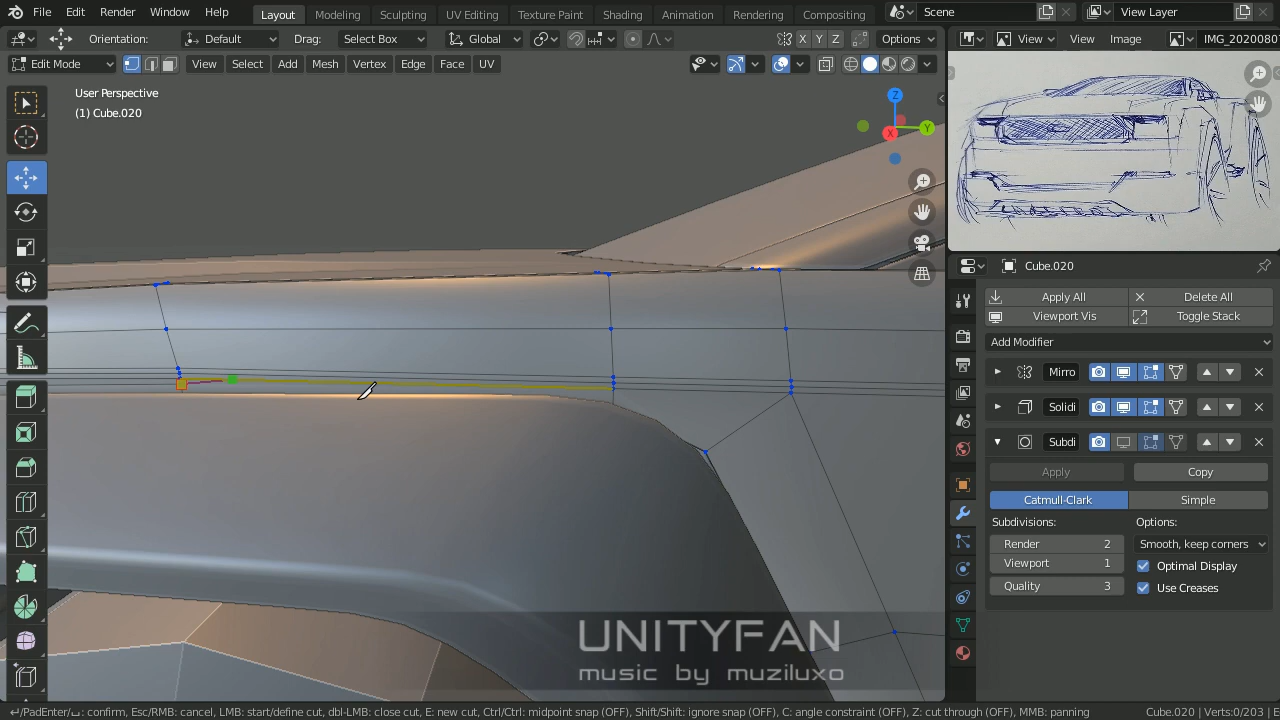 File Edit Render Window Help Layout Modeling Sculpting UV Editing Texture Paint Shading Animation Rendering Compositing Scene View Layer
Orientation: Default Drag: Select Box Global X Y Z Options View View Image IMG_2020080
Edit Mode View Select Add Mesh Vertex Edge Face UV
User Perspective
(1) Cube.020
Z
Y
X
Cube.020
Apply All Delete All
Viewport Vis Toggle Stack
Add Modifier
Mirro
Solidi
Subdi
Apply Copy
Catmull-Clark Simple
Subdivisions: Options:
Render 2 Smooth, keep corners
Viewport 1 Optimal Display
Quality 3 Use Creases
UNITYFAN
music by muziluxo
/PadEnter/␣: confirm, Esc/RMB: cancel, LMB: start/define cut, dbl-LMB: close cut, E: new cut, Ctrl/Ctrl: midpoint snap (OFF), Shift/Shift: ignore snap (OFF), C: angle constraint (OFF), Z: cut through (OFF), MMB: panning Cube.020 | Verts:0/203 | E